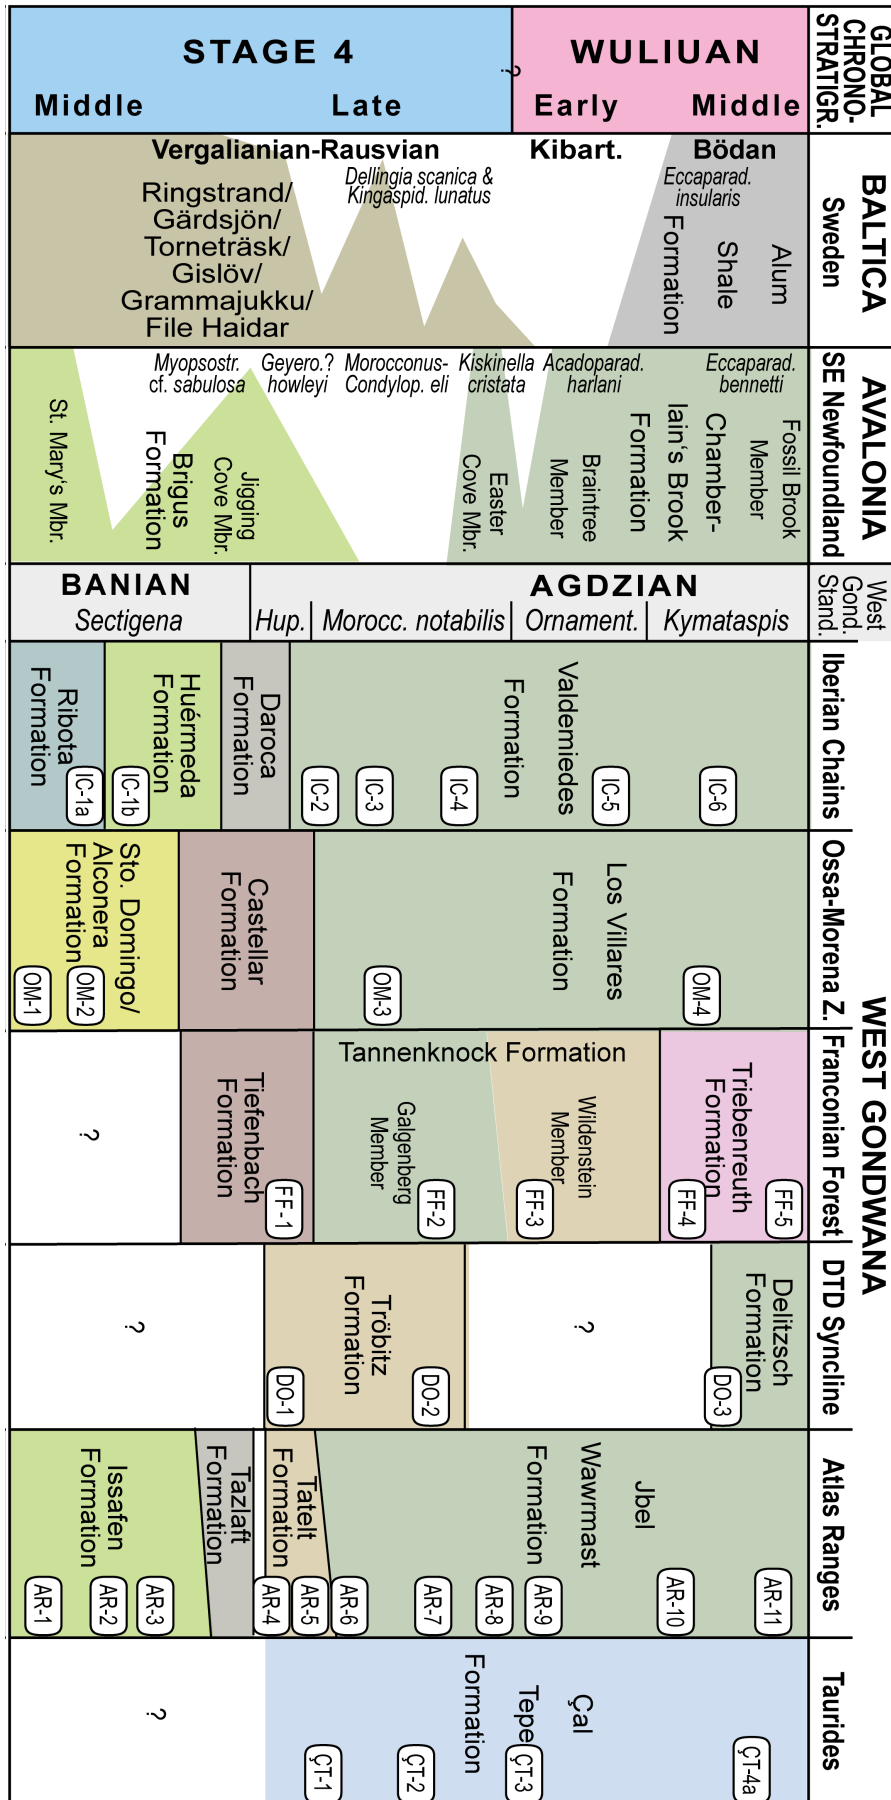 GLOBAL
CHRONO-
STRATIGR.
STAGE 4
WULIUAN
?
Middle
Late
Early
Middle
BALTICA
Sweden
Vergalianian-Rausvian
Kibart.
Bödan
Dellingia scanica &
Kingaspid. lunatus
Eccaparad.
insularis
Ringstrand/
Gärdsjön/
Torneträsk/
Gislöv/
Grammajukku/
File Haidar
Alum
Shale
Formation
AVALONIA
SE Newfoundland
Myopsostr.
cf. sabulosa
Geyero.?
howleyi
Morocconus-
Condylop. eli
Kiskinella
cristata
Acadoparad.
harlani
Eccaparad.
bennetti
St. Mary's Mbr.
Brigus
Formation
Jigging
Cove Mbr.
Easter
Cove Mbr.
Braintree
Member
Chamber-
lain's Brook
Formation
Fossil Brook
Member
West
Gond.
Stand.
BANIAN
AGDZIAN
Sectigena
Hup.
Morocc. notabilis
Ornament.
Kymataspis
WEST GONDWANA
Iberian Chains
Ribota
Formation
Huérmeda
Formation
Daroca
Formation
Valdemiedes
Formation
IC-1a
IC-1b
IC-2
IC-3
IC-4
IC-5
IC-6
Ossa-Morena Z.
Sto. Domingo/
Alconera
Formation
Castellar
Formation
Los Villares
Formation
OM-1
OM-2
OM-3
OM-4
Franconian Forest
?
Tiefenbach
Formation
Tannenknock Formation
Galgenberg
Member
Wildenstein
Member
Triebenreuth
Formation
FF-1
FF-2
FF-3
FF-4
FF-5
DTD Syncline
?
Tröbitz
Formation
?
Delitzsch
Formation
DO-1
DO-2
DO-3
Atlas Ranges
Issafen
Formation
Tazlaft
Formation
Tatelt
Formation
Jbel
Wawrmast
Formation
AR-1
AR-2
AR-3
AR-4
AR-5
AR-6
AR-7
AR-8
AR-9
AR-10
AR-11
Taurides
?
Çal
Tepe
Formation
ÇT-1
ÇT-2
ÇT-3
ÇT-4a